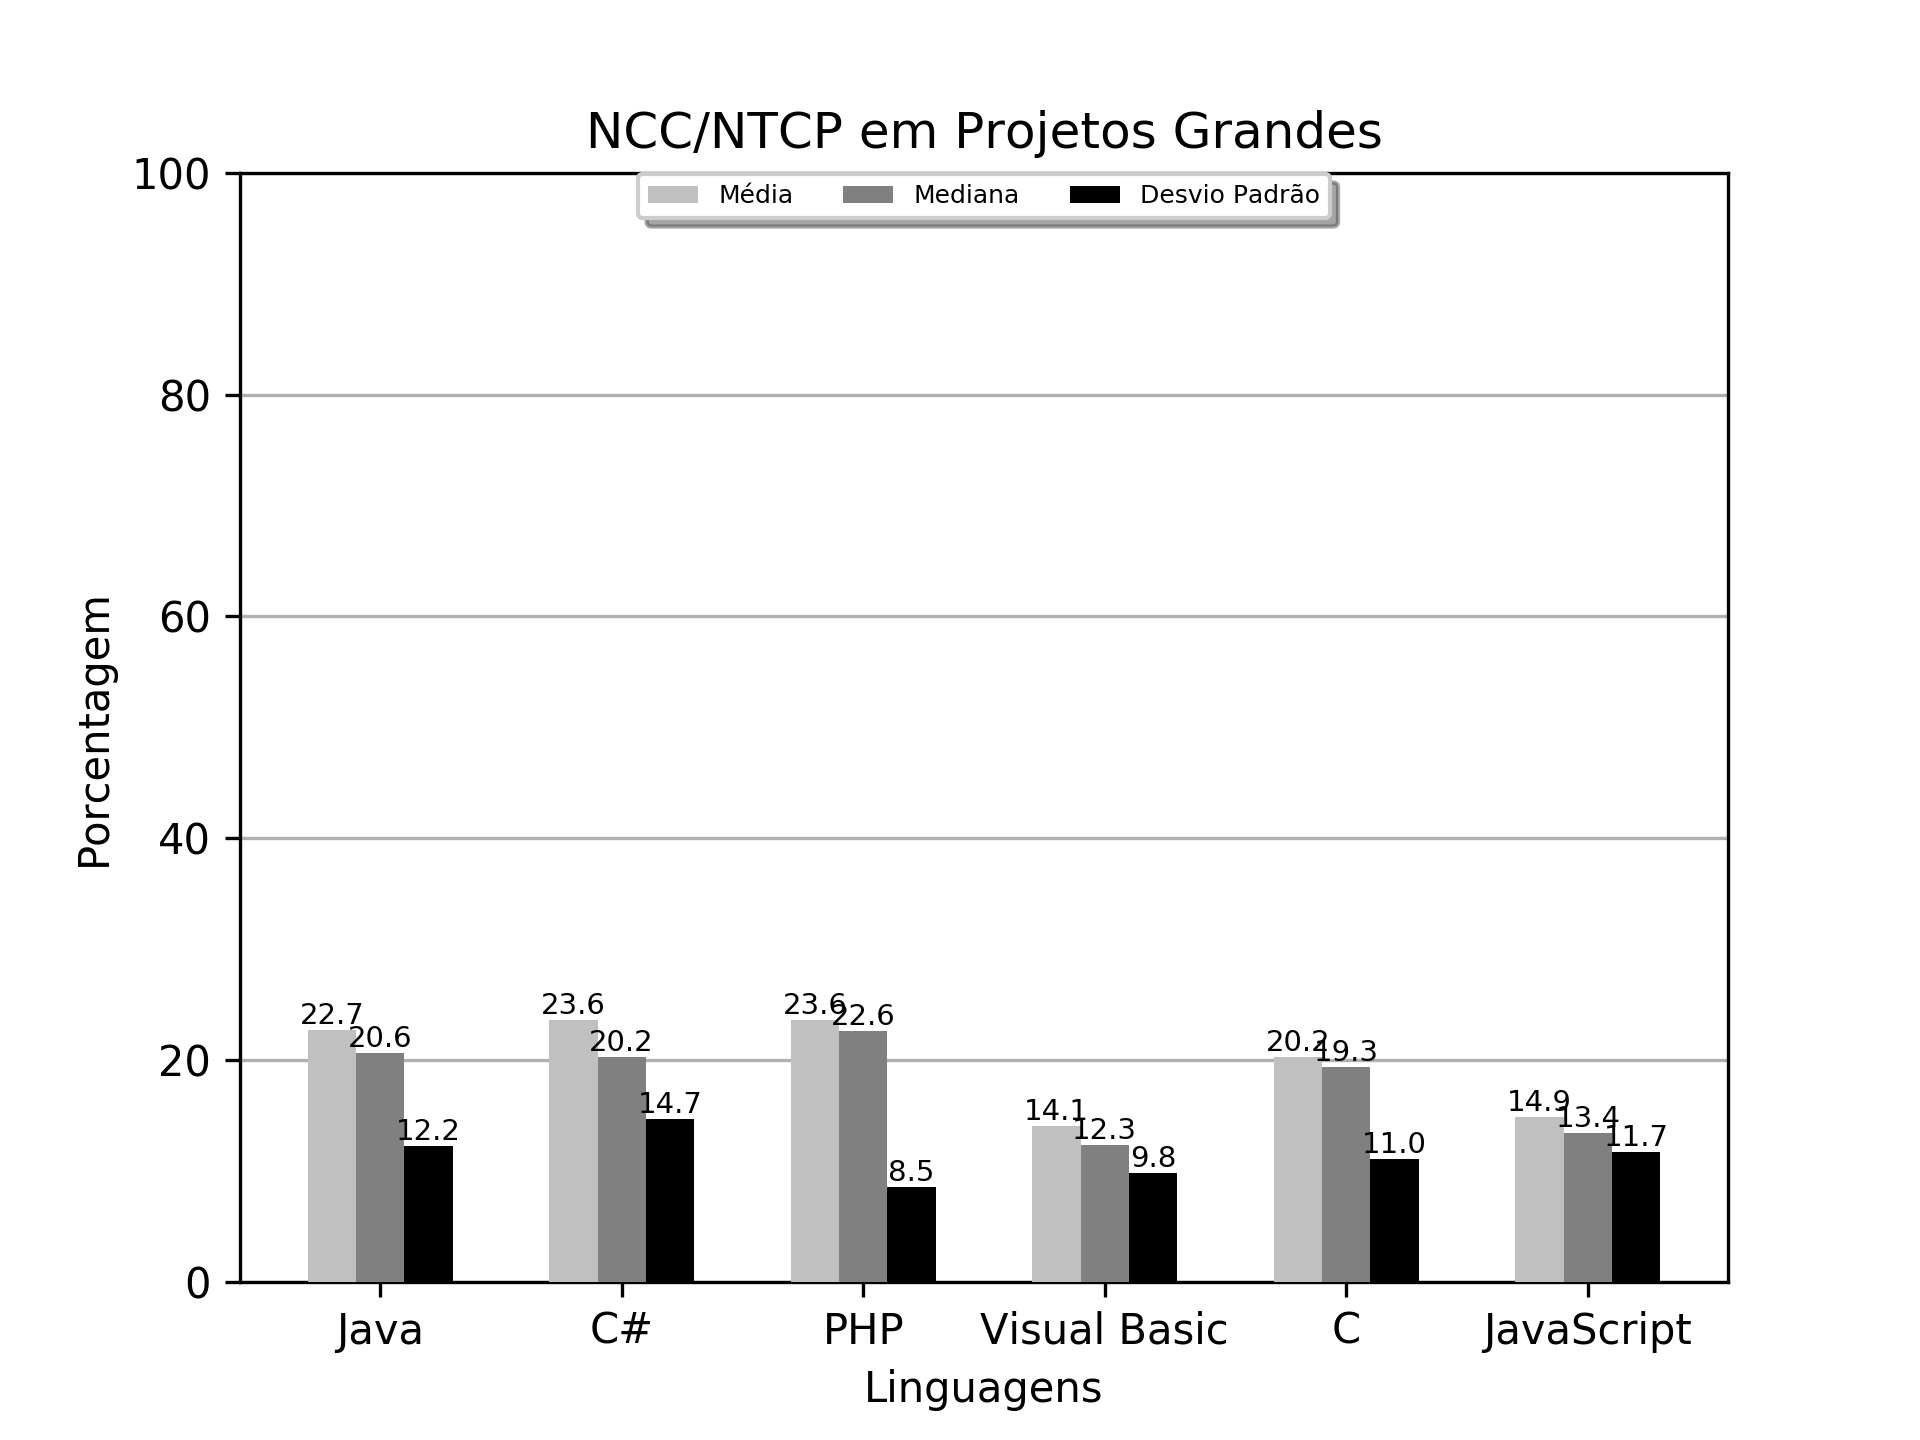 NCC/NTCP em Projetos Grandes
100
Média Mediana Desvio Padrão
80
60
40
20
0
Porcentagem
22.7 20.6 12.2
23.6 20.2 14.7
23.6 22.6 8.5
14.1 12.3 9.8
20.2 19.3 11.0
14.9 13.4 11.7
Java C# PHP Visual Basic C JavaScript
Linguagens